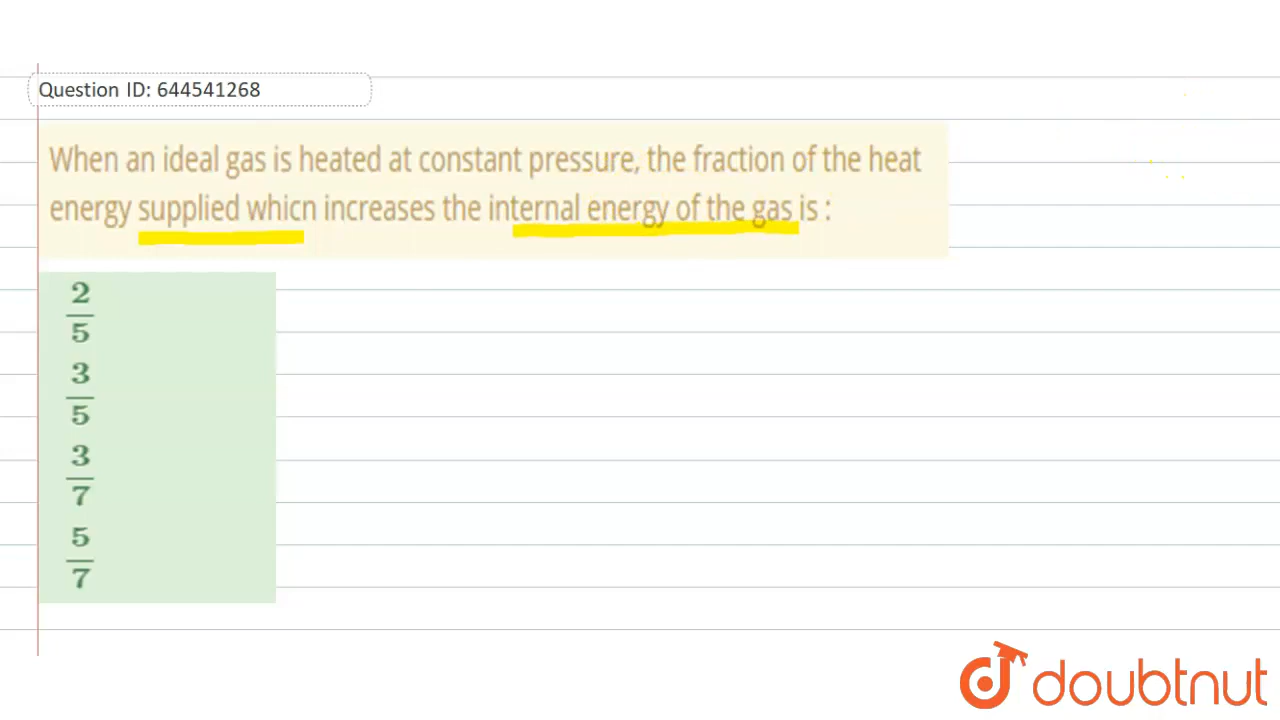 Question ID: 644541268
When an ideal gas is heated at constant pressure, the fraction of the heat
energy supplied whicn increases the internal energy of the gas is :
2
5
3
5
3
7
5
7
doubtnut